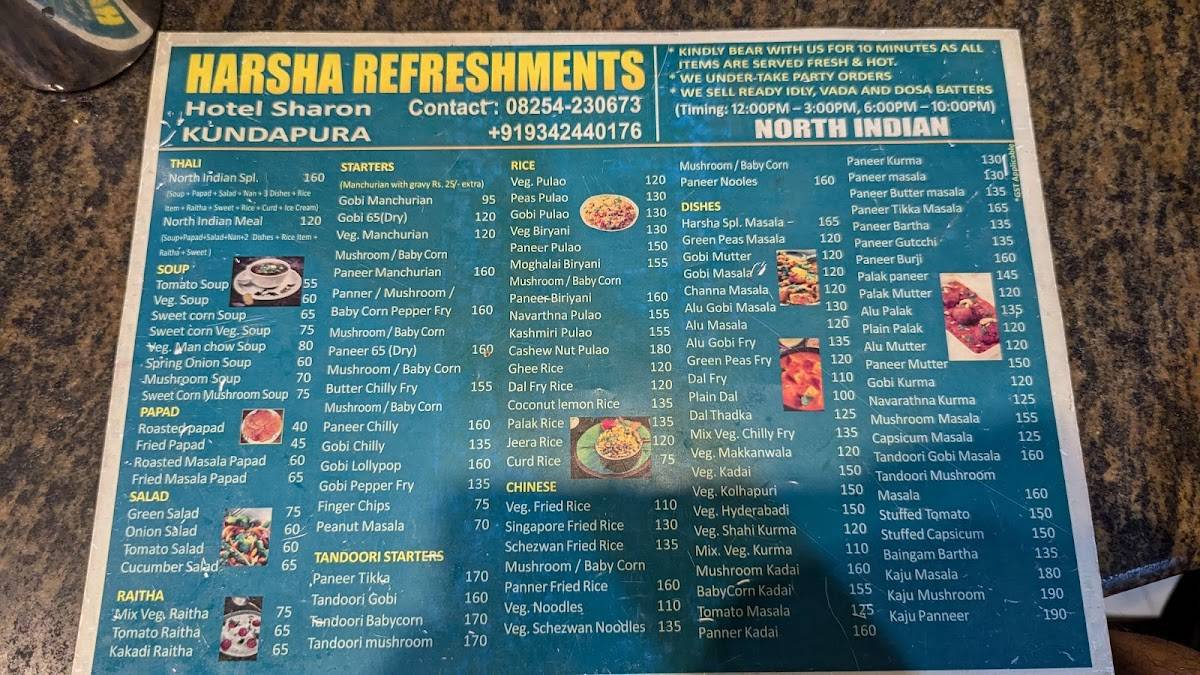 HARSHA REFRESHMENTS
Hotel Sharon Contact : 08254-230673
KUNDAPURA +919342440176
* KINDLY BEAR WITH US FOR 10 MINUTES AS ALL
ITEMS ARE SERVED FRESH & HOT.
* WE UNDER-TAKE PARTY ORDERS
* WE SELL READY IDLY, VADA AND DOSA BATTERS
(Timing: 12:00PM – 3:00PM, 6:00PM – 10:00PM)
NORTH INDIAN
THALI
North Indian Spl. 160
(Soup + Papad + Salad + Nan + 3 Dishes + Rice
Item + Raitha + Sweet + Rice + Curd + Ice Cream)
North Indian Meal 120
(Soup+Papad+Salad+Nan+2 Dishes + Rice Item +
Raitha + Sweet )
SOUP
Tomato Soup 55
Veg. Soup 60
Sweet corn Soup 65
Sweet corn Veg. Soup 75
Veg. Man chow Soup 80
Spring Onion Soup 60
Mushroom Soup 70
Sweet Corn Mushroom Soup 75
PAPAD
Roasted papad 40
Fried Papad 45
Roasted Masala Papad 60
Fried Masala Papad 65
SALAD
Green Salad 75
Onion Salad 60
Tomato Salad 60
Cucumber Salad 65
RAITHA
Mix Veg. Raitha 75
Tomato Raitha 65
Kakadi Raitha 65
STARTERS
(Manchurian with gravy Rs. 25/- extra)
Gobi Manchurian 95
Gobi 65(Dry) 120
Veg. Manchurian 120
Mushroom / Baby Corn
Paneer Manchurian 160
Panner / Mushroom /
Baby Corn Pepper Fry 160
Mushroom / Baby Corn
Paneer 65 (Dry) 160
Mushroom / Baby Corn
Butter Chilly Fry 155
Mushroom / Baby Corn
Paneer Chilly 160
Gobi Chilly 135
Gobi Lollypop 160
Gobi Pepper Fry 135
Finger Chips 75
Peanut Masala 70
TANDOORI STARTERS
Paneer Tikka 170
Tandoori Gobi 160
Tandoori Babycorn 170
Tandoori mushroom 170
RICE
Veg. Pulao 120
Peas Pulao 130
Gobi Pulao 130
Veg Biryani 130
Paneer Pulao 150
Moghalai Biryani 155
Mushroom / Baby Corn
Paneer Biriyani 160
Navarthna Pulao 155
Kashmiri Pulao 155
Cashew Nut Pulao 180
Ghee Rice 120
Dal Fry Rice 120
Coconut lemon Rice 135
Palak Rice 135
Jeera Rice 120
Curd Rice 75
CHINESE
Veg. Fried Rice 110
Singapore Fried Rice 130
Schezwan Fried Rice 135
Mushroom / Baby Corn
Panner Fried Rice 160
Veg. Noodles 110
Veg. Schezwan Noodles 135
Mushroom / Baby Corn
Paneer Nooles 160
DISHES
Harsha Spl. Masala – 165
Green Peas Masala 120
Gobi Mutter 120
Gobi Masala 120
Channa Masala 120
Alu Gobi Masala 130
Alu Masala 120
Alu Gobi Fry 135
Green Peas Fry 120
Dal Fry 110
Plain Dal 100
Dal Thadka 125
Mix Veg. Chilly Fry 135
Veg. Makkanwala 120
Veg. Kadai 150
Veg. Kolhapuri 150
Veg. Hyderabadi 150
Veg. Shahi Kurma 120
Mix. Veg. Kurma 110
Mushroom Kadai 160
BabyCorn Kadai 155
Tomato Masala 125
Panner Kadai 160
Paneer Kurma 130
Paneer masala 130
Paneer Butter masala 135
Paneer Tikka Masala 165
Paneer Bartha 135
Paneer Gutcchi 135
Paneer Burji 160
Palak paneer 145
Palak Mutter 120
Alu Palak 135
Plain Palak 120
Alu Mutter 120
Paneer Mutter 150
Gobi Kurma 120
Navarathna Kurma 125
Mushroom Masala 155
Capsicum Masala 125
Tandoori Gobi Masala 160
Tandoori Mushroom
Masala 160
Stuffed Tomato 150
Stuffed Capsicum 150
Baingam Bartha 135
Kaju Masala 180
Kaju Mushroom 190
Kaju Panneer 190
*GST Applicable